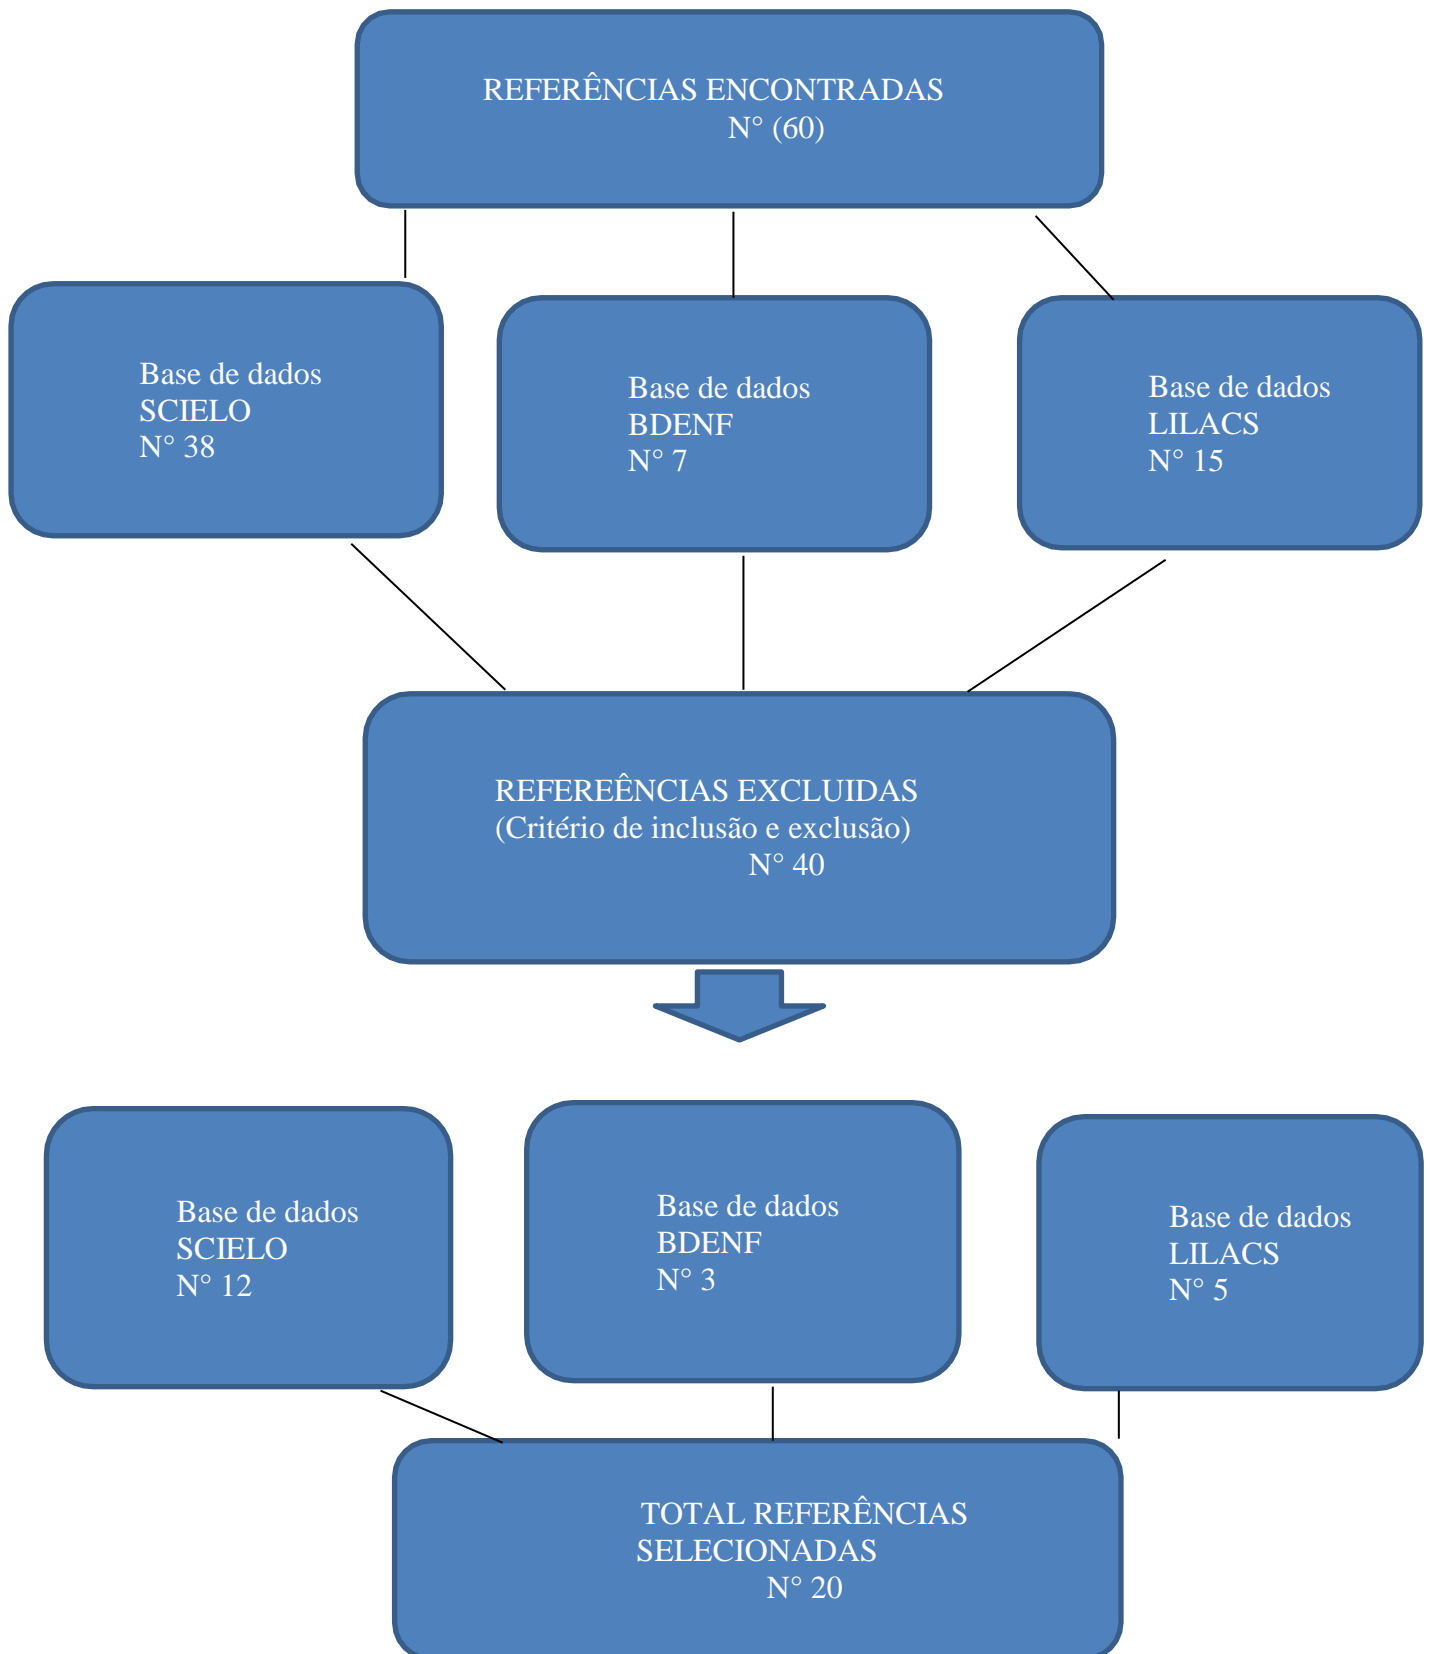 REFERÊNCIAS ENCONTRADAS
N° (60)
Base de dados
SCIELO
N° 38
Base de dados
BDENF
N° 7
Base de dados
LILACS
N° 15
REFEREÊNCIAS EXCLUIDAS
(Critério de inclusão e exclusão)
N° 40
Base de dados
SCIELO
N° 12
Base de dados
BDENF
N° 3
Base de dados
LILACS
N° 5
TOTAL REFERÊNCIAS
SELECIONADAS
N° 20